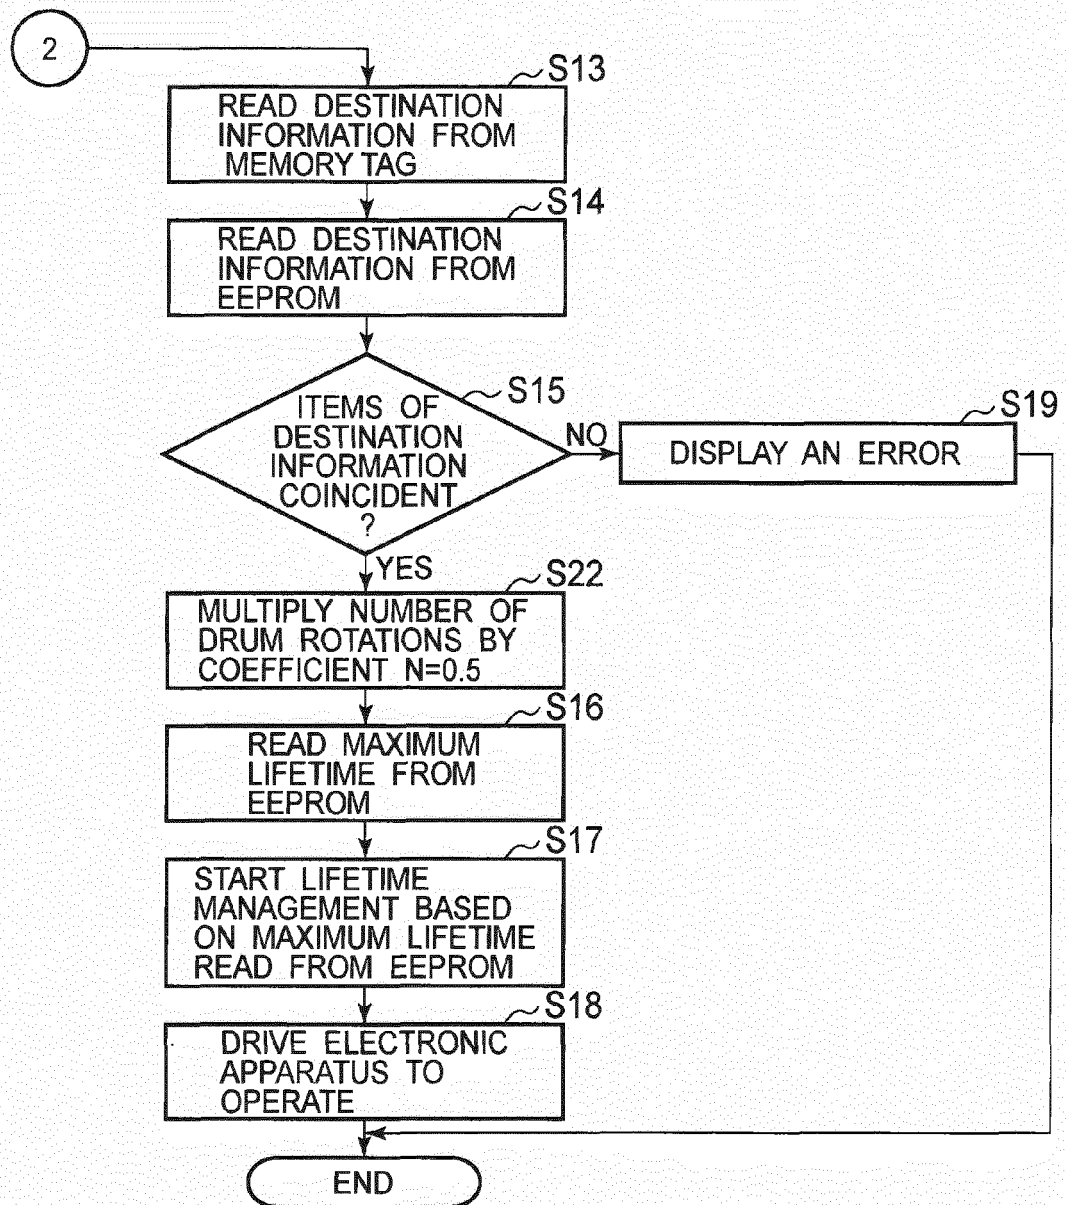 2
S13
READ DESTINATION
INFORMATION FROM
MEMORY TAG
S14
READ DESTINATION
INFORMATION FROM
EEPROM
S15
ITEMS OF
DESTINATION
INFORMATION
COINCIDENT
?
NO
S19
DISPLAY AN ERROR
YES
S22
MULTIPLY NUMBER OF
DRUM ROTATIONS BY
COEFFICIENT N=0.5
S16
READ MAXIMUM
LIFETIME FROM
EEPROM
S17
START LIFETIME
MANAGEMENT BASED
ON MAXIMUM LIFETIME
READ FROM EEPROM
S18
DRIVE ELECTRONIC
APPARATUS TO
OPERATE
END